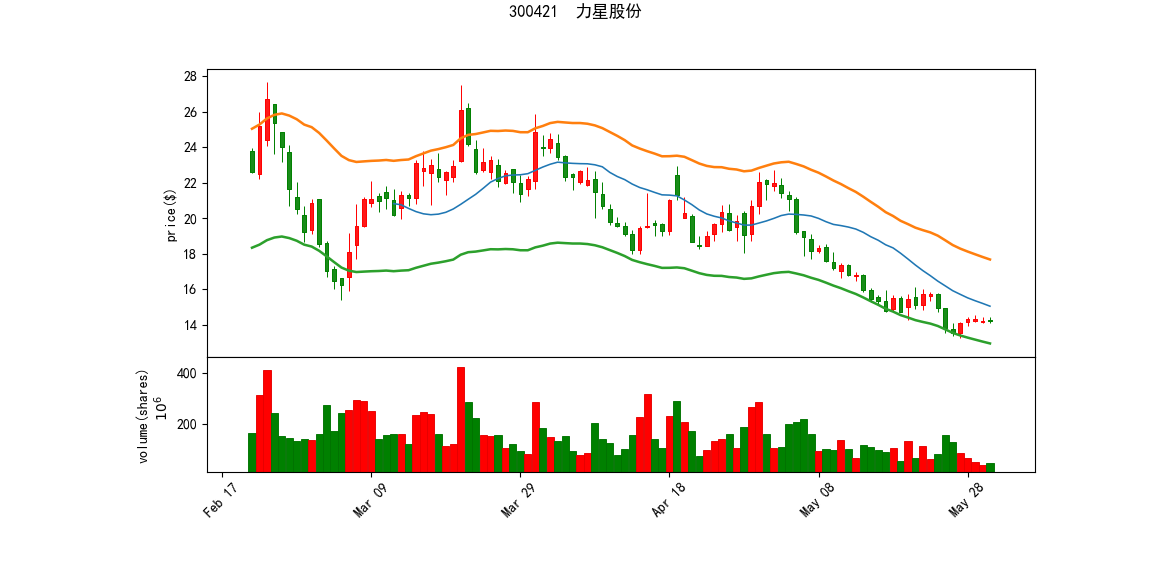 300421 力星股份
28
26
24
22
20
18
16
14
price($)
400
200
volume(shares)
10^6
Feb 17
Mar 09
Mar 29
Apr 18
May 08
May 28